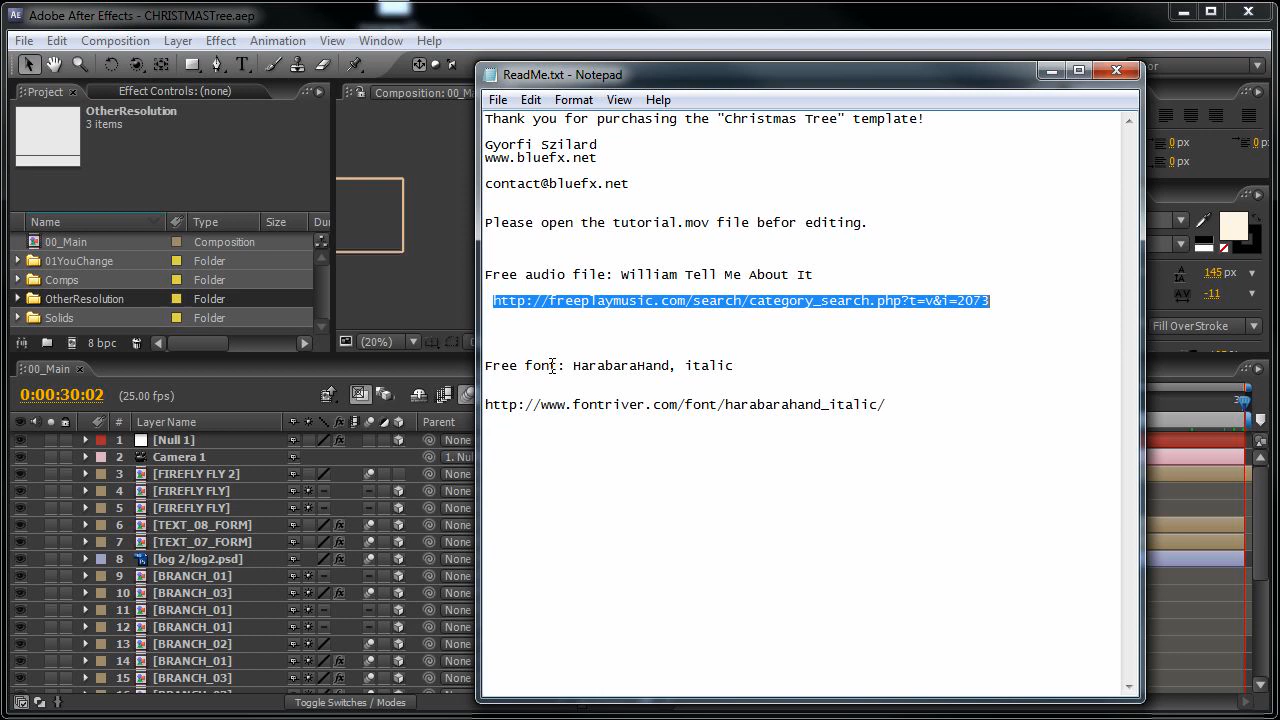 Adobe After Effects - CHRISTMASTree.aep
File Edit Composition Layer Effect Animation View Window Help
Project
Effect Controls: (none)
Composition: 00_Ma
OtherResolution
3 items
Name Type Size Du
00_Main Composition
01YouChange Folder
Comps Folder
OtherResolution Folder
Solids Folder
8 bpc
(20%)
ReadMe.txt - Notepad
File Edit Format View Help
Thank you for purchasing the "Christmas Tree" template!
Gyorfi Szilard
www.bluefx.net
contact@bluefx.net
Please open the tutorial.mov file befor editing.
Free audio file: William Tell Me About It
http://freeplaymusic.com/search/category_search.php?t=v&i=2073
Free font: HarabaraHand, italic
http://www.fontriver.com/font/harabarahand_italic/
0 px
0 px
0 px
145 px
-11
Fill Over Stroke
00_Main
0:00:30:02 (25.00 fps)
# Layer Name Parent
1 [Null 1] None
2 Camera 1 1. Nul
3 [FIREFLY FLY 2] None
4 [FIREFLY FLY] None
5 [FIREFLY FLY] None
6 [TEXT_08_FORM] None
7 [TEXT_07_FORM] None
8 [log 2/log2.psd] None
9 [BRANCH_01] None
10 [BRANCH_03] None
11 [BRANCH_01] None
12 [BRANCH_01] None
13 [BRANCH_02] None
14 [BRANCH_01] None
15 [BRANCH_03] None
Toggle Switches / Modes